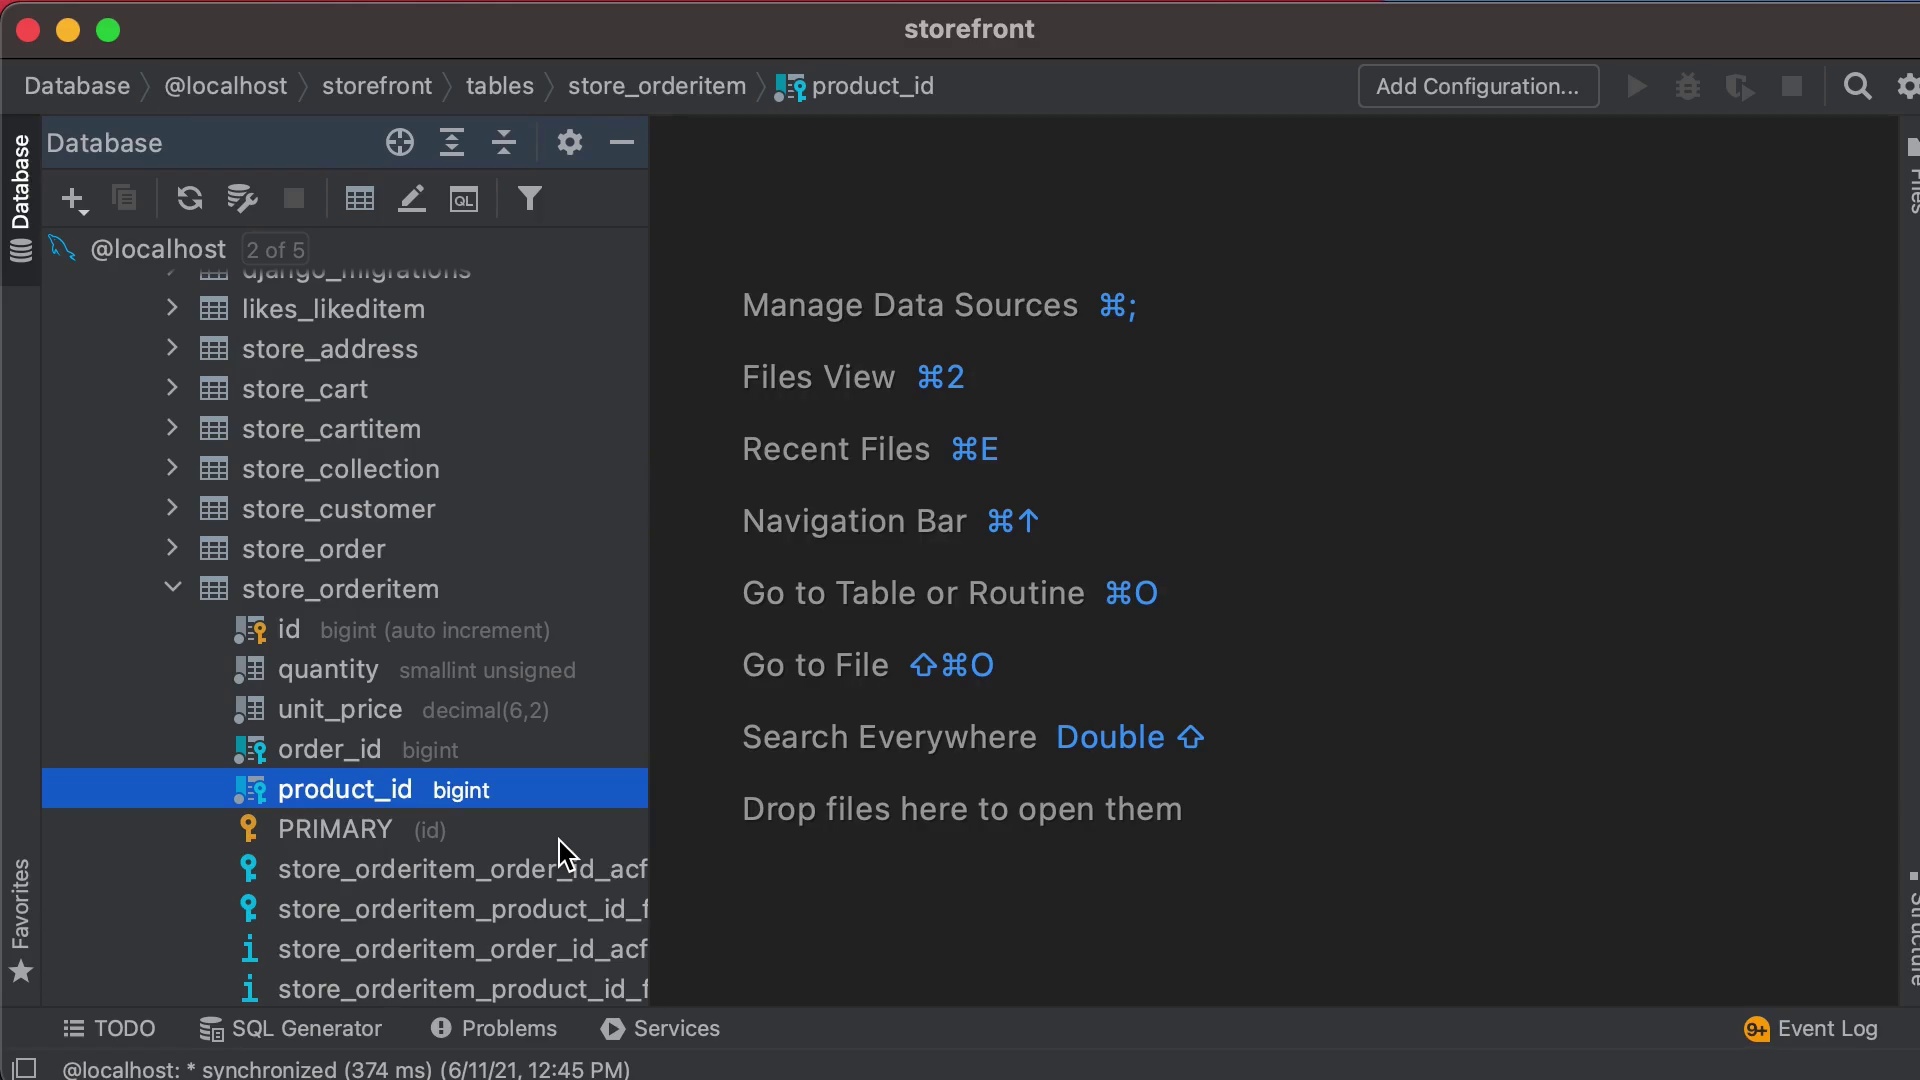 storefront
Database @localhost storefront tables store_orderitem product_id
Add Configuration...
Database
Database
Files
@localhost 2 of 5
django_migrations
likes_likeditem
store_address
store_cart
store_cartitem
store_collection
store_customer
store_order
store_orderitem
id bigint (auto increment)
quantity smallint unsigned
unit_price decimal(6,2)
order_id bigint
product_id bigint
PRIMARY (id)
store_orderitem_order_id_acf
store_orderitem_product_id_f
store_orderitem_order_id_acf
store_orderitem_product_id_f
Manage Data Sources ⌘;
Files View ⌘2
Recent Files ⌘E
Navigation Bar ⌘↑
Go to Table or Routine ⌘O
Go to File ⇧⌘O
Search Everywhere Double ⇧
Drop files here to open them
Favorites
Structure
TODO SQL Generator Problems Services
9+ Event Log
@localhost: * synchronized (374 ms) (6/11/21, 12:45 PM)